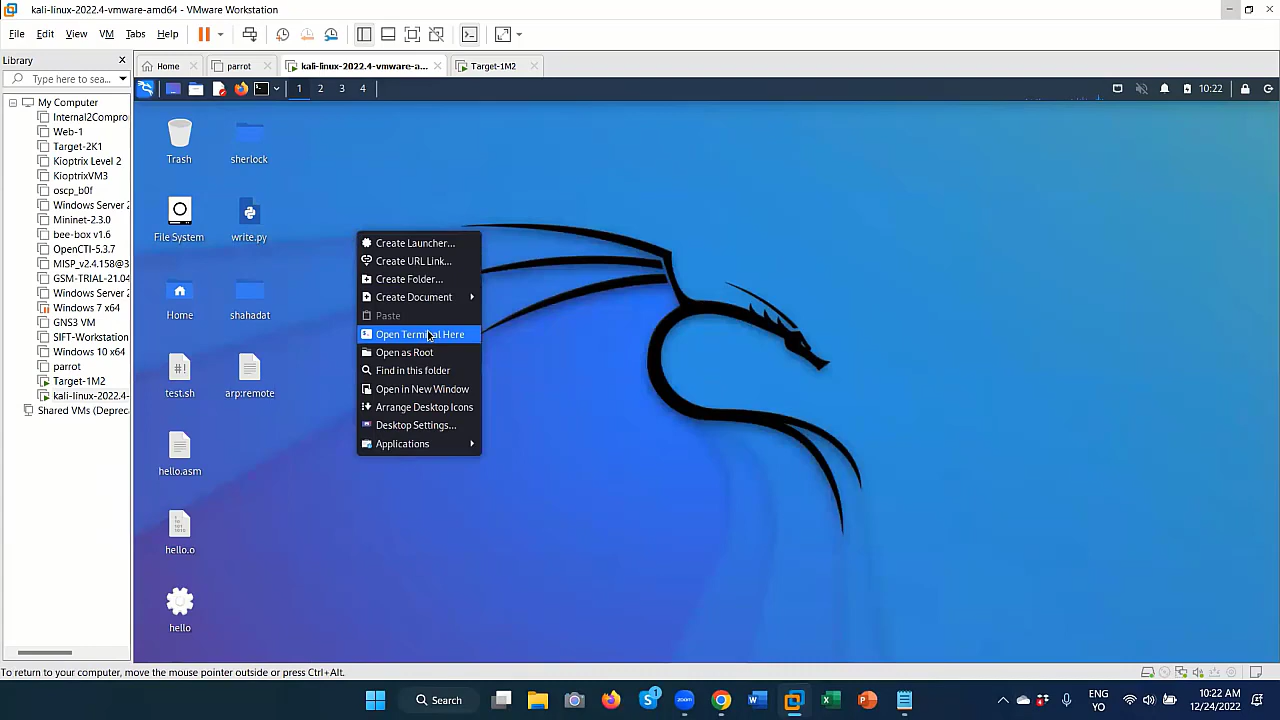 kali-linux-2022.4-vmware-amd64 - VMware Workstation
File Edit View VM Tabs Help
Library
Type here to sea...
My Computer
Internal2Compro
Web-1
Target-2K1
Kioptrix Level 2
KioptrixVM3
oscp_b0f
Windows Server 2
Mininet-2.3.0
bee-box v1.6
OpenCTI-5.3.7
MISP_v2.4.158@3
GSM-TRIAL-21.04
Windows Server 2
Windows 7 x64
GNS3 VM
SIFT-Workstation
Windows 10 x64
parrot
Target-1M2
kali-linux-2022.4-
Shared VMs (Deprec
Home parrot kali-linux-2022.4-vmware-a... Target-1M2
1 2 3 4 10:22
Trash sherlock
File System write.py
Home shahadat
#!
test.sh arp:remote
hello.asm
hello.o
hello
Create Launcher...
Create URL Link...
Create Folder...
Create Document
Paste
Open Terminal Here
Open as Root
Find in this folder
Open in New Window
Arrange Desktop Icons
Desktop Settings...
Applications
To return to your computer, move the mouse pointer outside or press Ctrl+Alt.
Search
zoom
ENG
YO
10:22 AM
12/24/2022